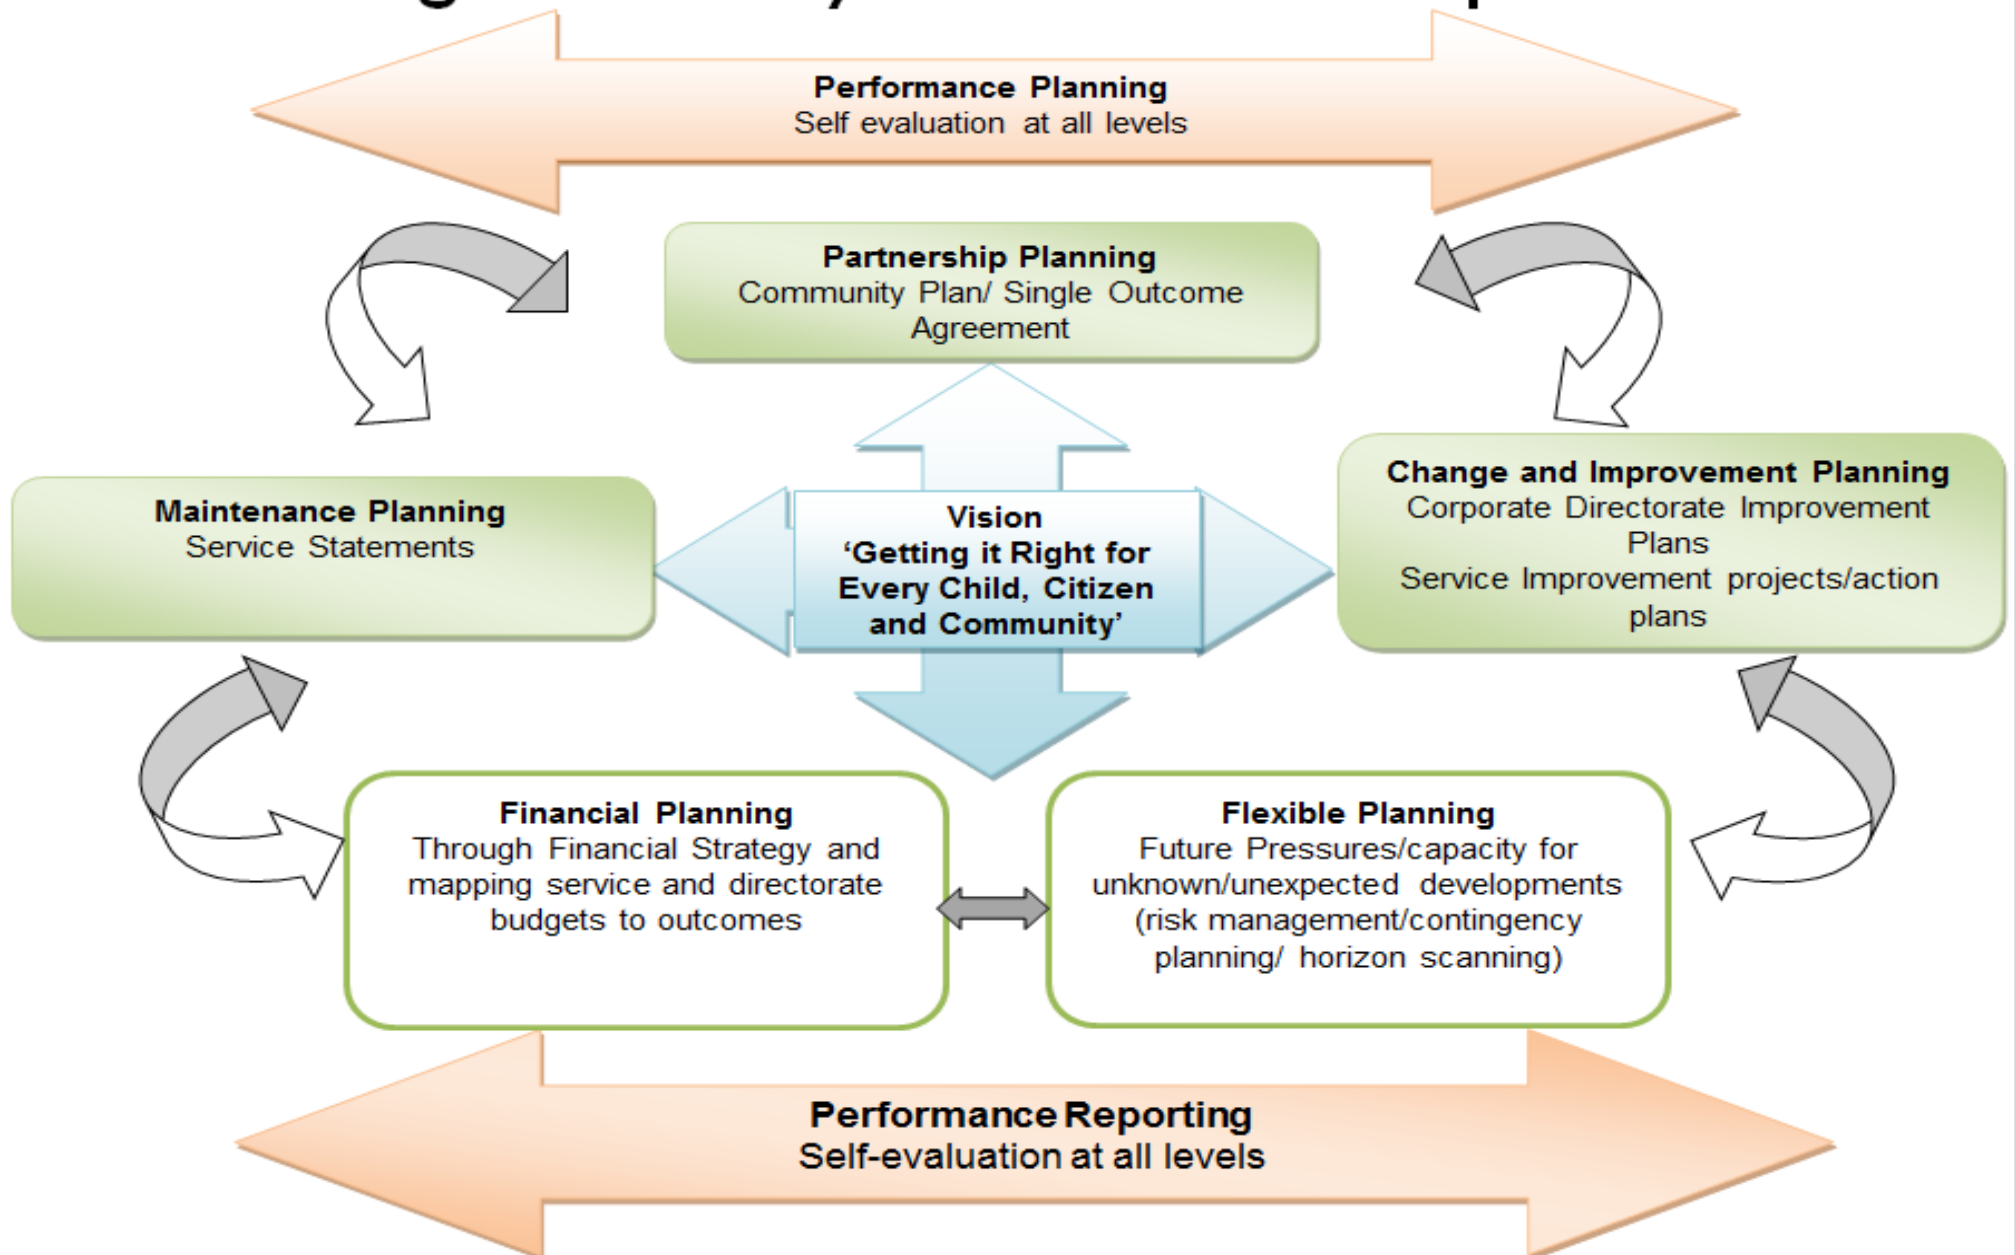 Performance Planning
Self evaluation at all levels
Partnership Planning
Community Plan/ Single Outcome
Agreement
Maintenance Planning
Service Statements
Vision
‘Getting it Right for
Every Child, Citizen
and Community’
Change and Improvement Planning
Corporate Directorate Improvement
Plans
Service Improvement projects/action
plans
Financial Planning
Through Financial Strategy and
mapping service and directorate
budgets to outcomes
Flexible Planning
Future Pressures/capacity for
unknown/unexpected developments
(risk management/contingency
planning/ horizon scanning)
Performance Reporting
Self-evaluation at all levels